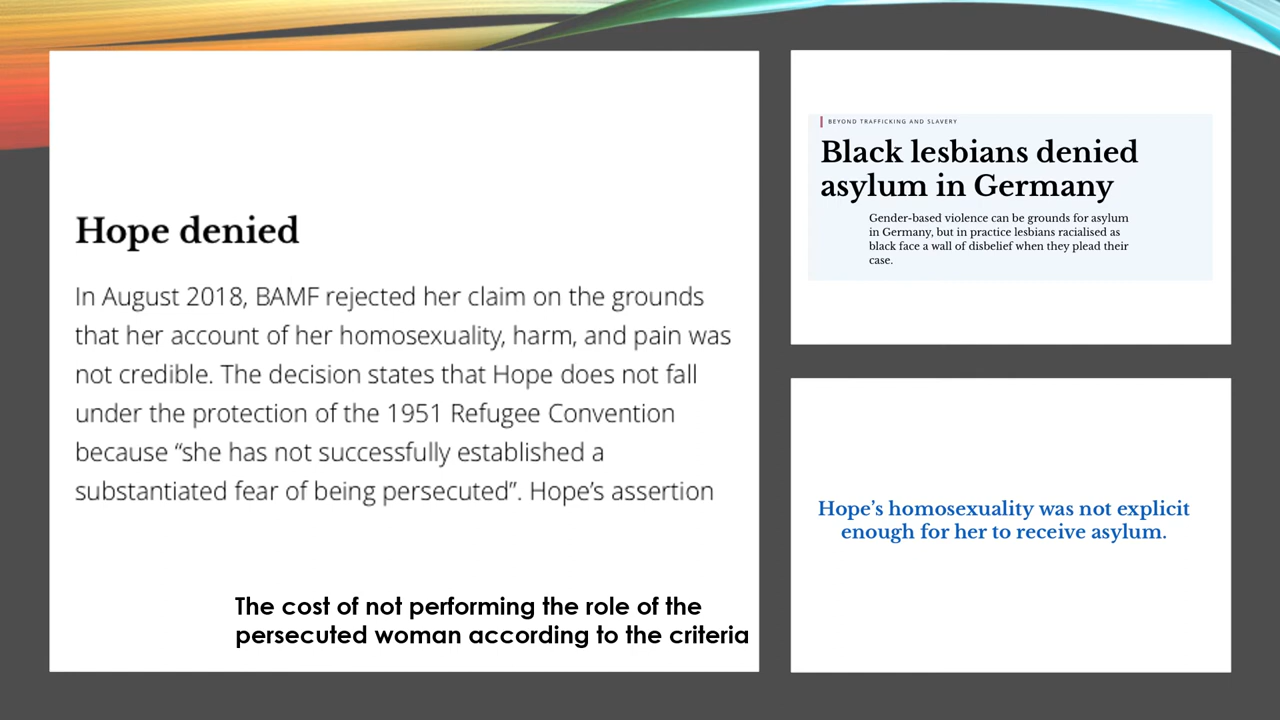 Hope denied
In August 2018, BAMF rejected her claim on the grounds
that her account of her homosexuality, harm, and pain was
not credible. The decision states that Hope does not fall
under the protection of the 1951 Refugee Convention
because “she has not successfully established a
substantiated fear of being persecuted”. Hope’s assertion
The cost of not performing the role of the
persecuted woman according to the criteria
BEYOND TRAFFICKING AND SLAVERY
Black lesbians denied
asylum in Germany
Gender-based violence can be grounds for asylum
in Germany, but in practice lesbians racialised as
black face a wall of disbelief when they plead their
case.
Hope’s homosexuality was not explicit
enough for her to receive asylum.